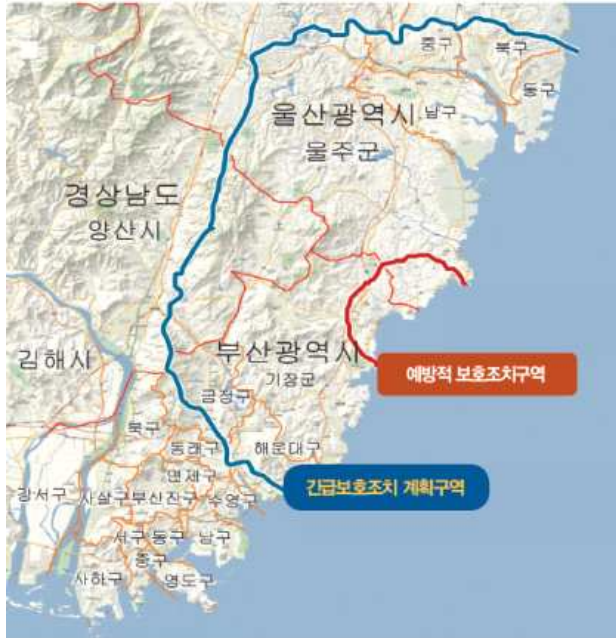 중구
북구
동구
울산광역시
남구
울주군
경상남도
양산시
김해시
부산광역시
기장군
예방적 보호조치구역
금정구
북구
동래구
해운대구
연제구
긴급보호조치 계획구역
강서구
사상구
부산진구
수영구
서구
동구
남구
중구
사하구
영도구